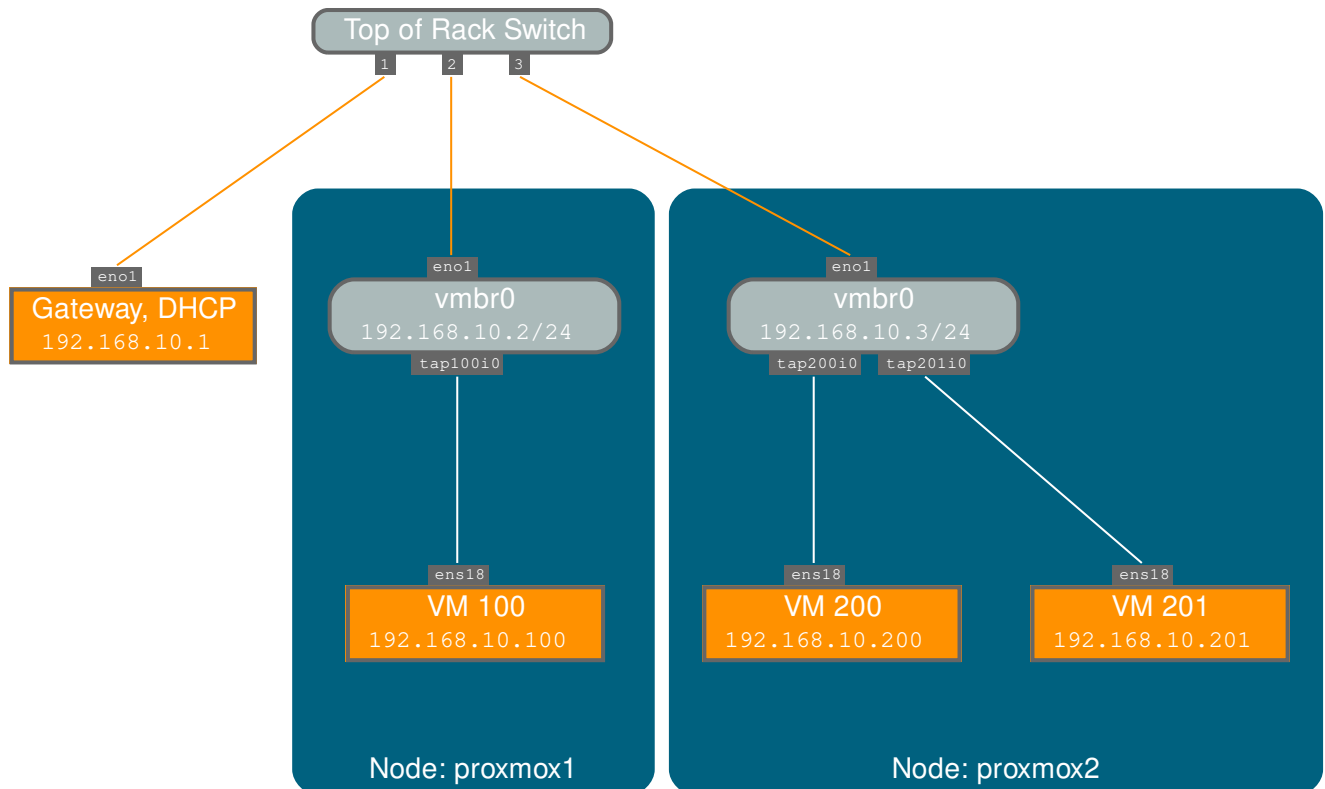 Top of Rack Switch
1 2 3
eno1
Gateway, DHCP
192.168.10.1
eno1
vmbr0
192.168.10.2/24
tap100i0
ens18
VM 100
192.168.10.100
Node: proxmox1
eno1
vmbr0
192.168.10.3/24
tap200i0 tap201i0
ens18
VM 200
192.168.10.200
ens18
VM 201
192.168.10.201
Node: proxmox2